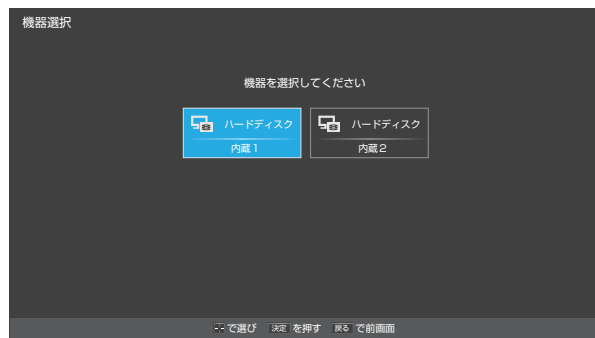 機器選択
機器を選択してください
ハードディスク
内蔵1
ハードディスク
内蔵2
で選び 決定 を押す 戻る で前画面